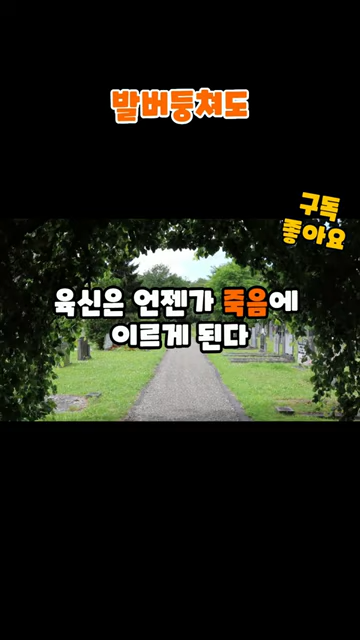 발버둥쳐도
구독
좋아요
육신은 언젠가 죽음에
이르게 된다